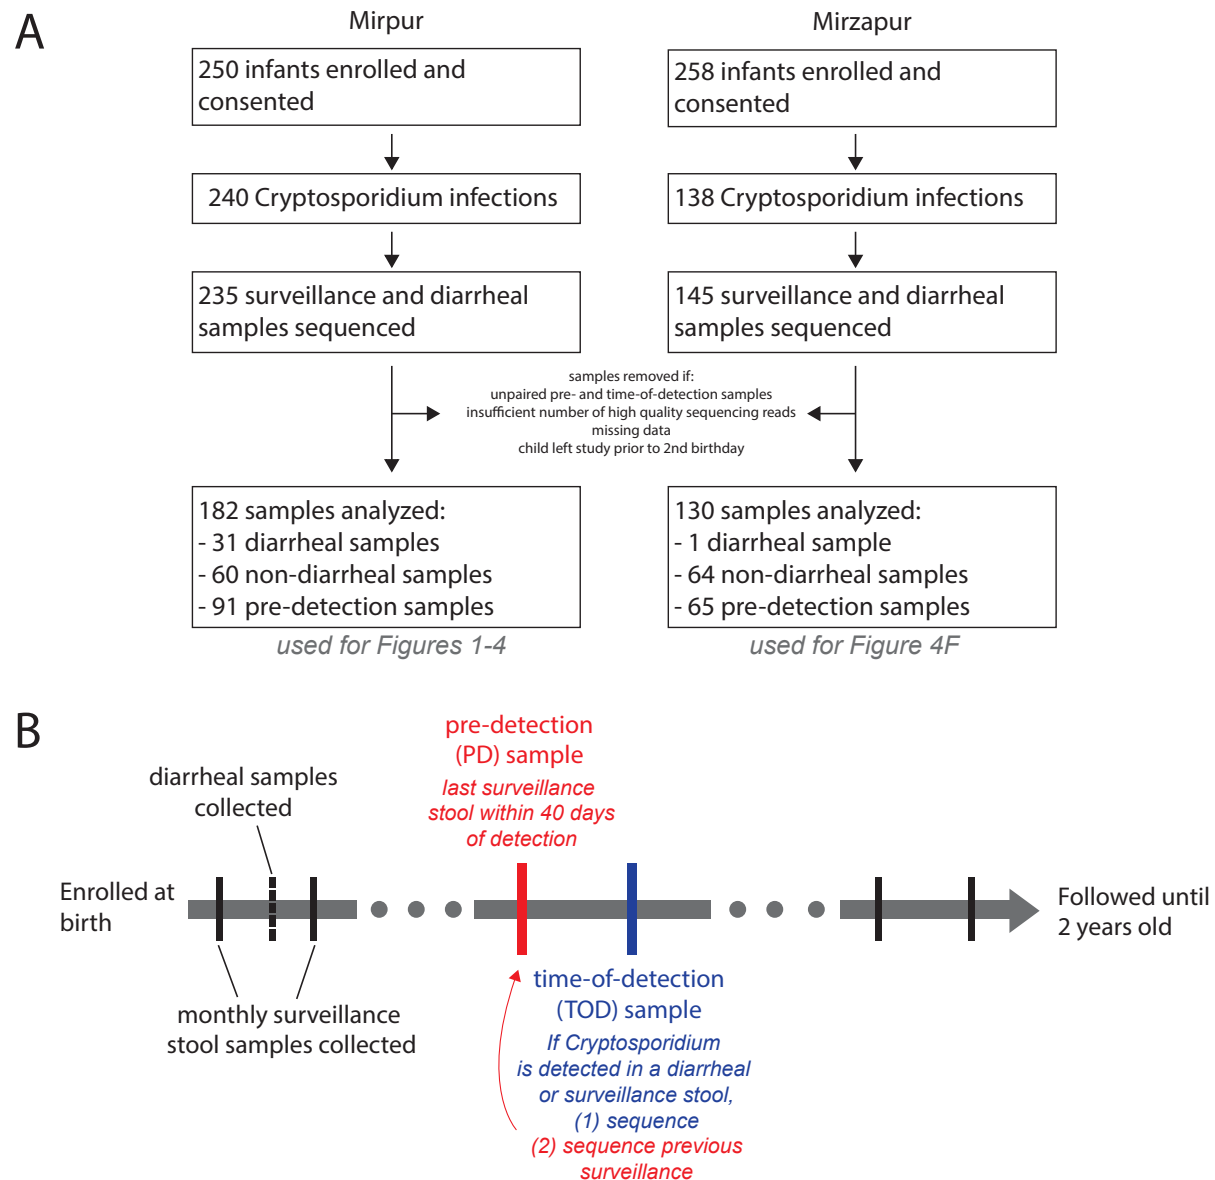 A
Mirpur
Mirzapur
250 infants enrolled and
consented
258 infants enrolled and
consented
240 Cryptosporidium infections
138 Cryptosporidium infections
235 surveillance and diarrheal
samples sequenced
145 surveillance and diarrheal
samples sequenced
samples removed if:
unpaired pre- and time-of-detection samples
insufficient number of high quality sequencing reads
missing data
child left study prior to 2nd birthday
182 samples analyzed:
- 31 diarrheal samples
- 60 non-diarrheal samples
- 91 pre-detection samples
130 samples analyzed:
- 1 diarrheal sample
- 64 non-diarrheal samples
- 65 pre-detection samples
used for Figures 1-4
used for Figure 4F
B
pre-detection
(PD) sample
last surveillance
stool within 40 days
of detection
diarrheal samples
collected
Enrolled at
birth
Followed until
2 years old
monthly surveillance
stool samples collected
time-of-detection
(TOD) sample
If Cryptosporidium
is detected in a diarrheal
or surveillance stool,
(1) sequence
(2) sequence previous
surveillance